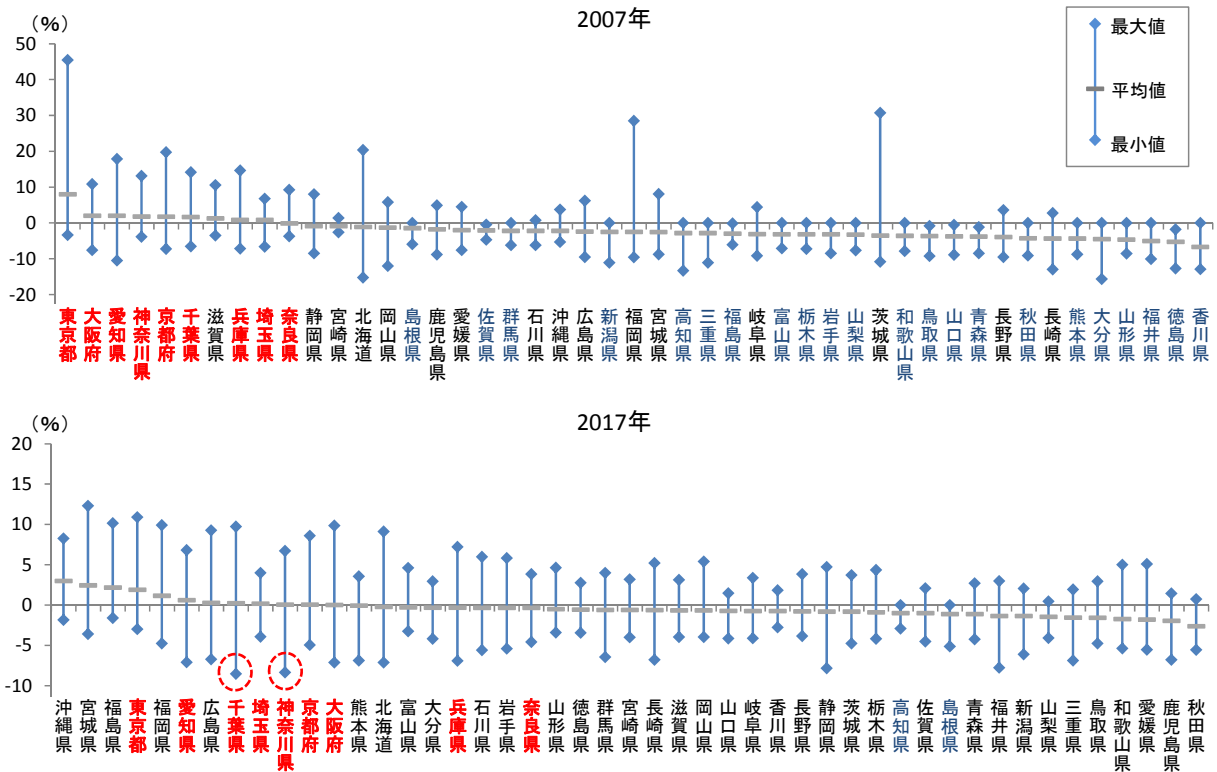 2007年
(%)
最大値
平均値
最小値
50
40
30
20
10
0
-10
-20
東京都
大阪府
愛知県
神奈川県
京都府
千葉県
滋賀県
兵庫県
埼玉県
奈良県
静岡県
宮崎県
北海道
岡山県
島根県
鹿児島県
愛媛県
佐賀県
群馬県
石川県
沖縄県
広島県
新潟県
福岡県
宮城県
高知県
三重県
福島県
岐阜県
富山県
栃木県
岩手県
山梨県
茨城県
和歌山県
鳥取県
山口県
青森県
長野県
秋田県
長崎県
熊本県
大分県
山形県
福井県
徳島県
香川県
2017年
(%)
20
15
10
5
0
-5
-10
沖縄県
宮城県
福島県
東京都
福岡県
愛知県
広島県
千葉県
埼玉県
神奈川県
京都府
大阪府
熊本県
北海道
富山県
大分県
兵庫県
石川県
岩手県
奈良県
山形県
徳島県
群馬県
宮崎県
長崎県
滋賀県
岡山県
山口県
岐阜県
香川県
長野県
静岡県
茨城県
栃木県
高知県
佐賀県
島根県
青森県
福井県
新潟県
山梨県
三重県
鳥取県
和歌山県
愛媛県
鹿児島県
秋田県